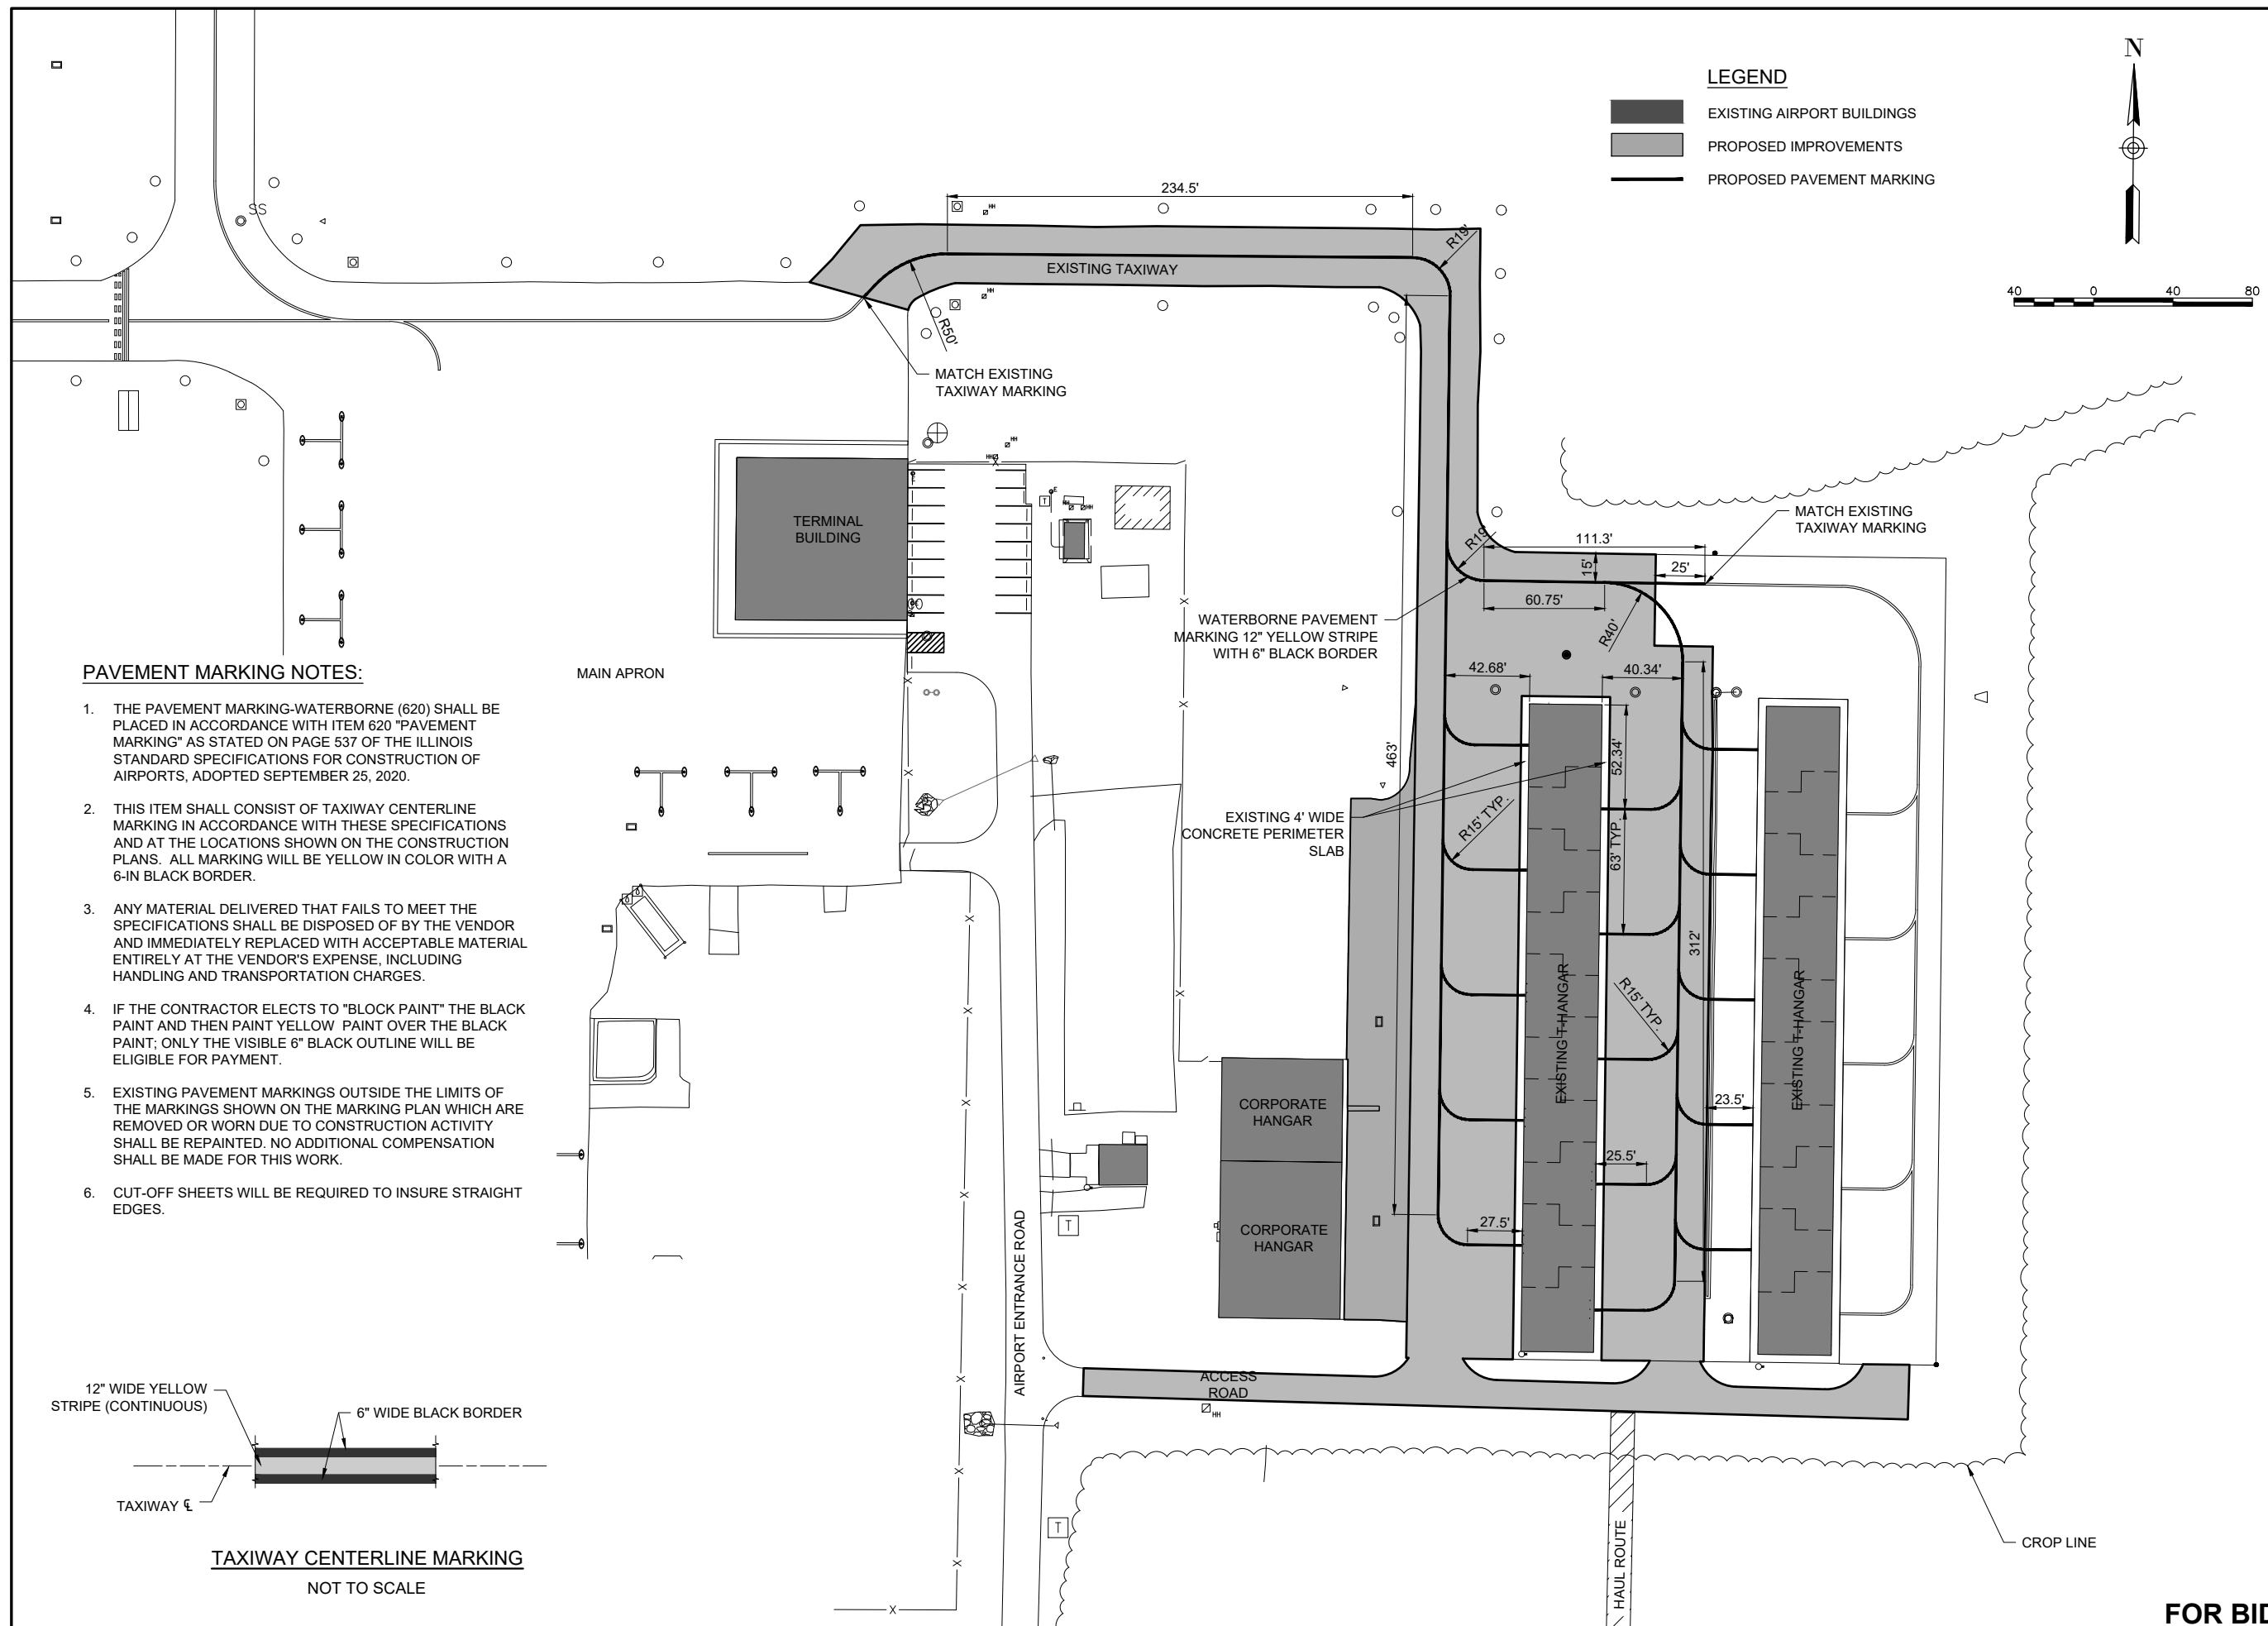 N
LEGEND
EXISTING AIRPORT BUILDINGS
PROPOSED IMPROVEMENTS
PROPOSED PAVEMENT MARKING
40 0 40 80
234.5'
SS
HH
R19'
EXISTING TAXIWAY
HH
R50'
MATCH EXISTING
TAXIWAY MARKING
HH
HH
MATCH EXISTING
TAXIWAY MARKING
TERMINAL
BUILDING
T
E
HH
HH
R19'
111.3'
15'
25'
60.75'
WATERBORNE PAVEMENT
MARKING 12" YELLOW STRIPE
WITH 6" BLACK BORDER
R40'
42.68'
40.34'
MAIN APRON
PAVEMENT MARKING NOTES:
1. THE PAVEMENT MARKING-WATERBORNE (620) SHALL BE
PLACED IN ACCORDANCE WITH ITEM 620 "PAVEMENT
MARKING" AS STATED ON PAGE 537 OF THE ILLINOIS
STANDARD SPECIFICATIONS FOR CONSTRUCTION OF
AIRPORTS, ADOPTED SEPTEMBER 25, 2020.
2. THIS ITEM SHALL CONSIST OF TAXIWAY CENTERLINE
MARKING IN ACCORDANCE WITH THESE SPECIFICATIONS
AND AT THE LOCATIONS SHOWN ON THE CONSTRUCTION
PLANS. ALL MARKING WILL BE YELLOW IN COLOR WITH A
6-IN BLACK BORDER.
3. ANY MATERIAL DELIVERED THAT FAILS TO MEET THE
SPECIFICATIONS SHALL BE DISPOSED OF BY THE VENDOR
AND IMMEDIATELY REPLACED WITH ACCEPTABLE MATERIAL
ENTIRELY AT THE VENDOR'S EXPENSE, INCLUDING
HANDLING AND TRANSPORTATION CHARGES.
4. IF THE CONTRACTOR ELECTS TO "BLOCK PAINT" THE BLACK
PAINT AND THEN PAINT YELLOW PAINT OVER THE BLACK
PAINT; ONLY THE VISIBLE 6" BLACK OUTLINE WILL BE
ELIGIBLE FOR PAYMENT.
5. EXISTING PAVEMENT MARKINGS OUTSIDE THE LIMITS OF
THE MARKINGS SHOWN ON THE MARKING PLAN WHICH ARE
REMOVED OR WORN DUE TO CONSTRUCTION ACTIVITY
SHALL BE REPAINTED. NO ADDITIONAL COMPENSATION
SHALL BE MADE FOR THIS WORK.
6. CUT-OFF SHEETS WILL BE REQUIRED TO INSURE STRAIGHT
EDGES.
463'
52.34'
EXISTING 4' WIDE
CONCRETE PERIMETER
SLAB
R15' TYP.
63' TYP.
312'
R15' TYP.
EXISTING T-HANGAR
EXISTING T-HANGAR
CORPORATE
HANGAR
CORPORATE
HANGAR
23.5'
25.5'
27.5'
T
AIRPORT ENTRANCE ROAD
ACCESS
ROAD
HH
T
HAUL ROUTE
CROP LINE
12" WIDE YELLOW
STRIPE (CONTINUOUS)
6" WIDE BLACK BORDER
TAXIWAY ℄
TAXIWAY CENTERLINE MARKING
NOT TO SCALE
FOR BID